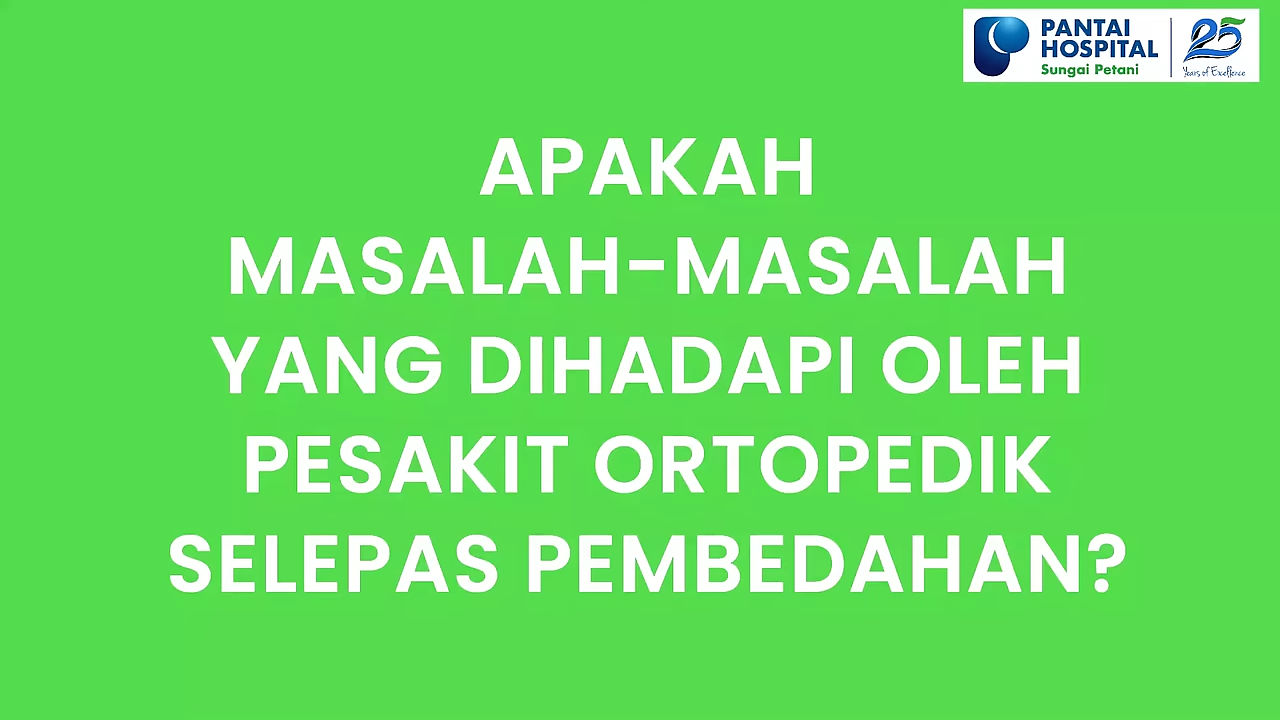 PANTAI
HOSPITAL
Sungai Petani
25
Years of Excellence
APAKAH
MASALAH-MASALAH
YANG DIHADAPI OLEH
PESAKIT ORTOPEDIK
SELEPAS PEMBEDAHAN?